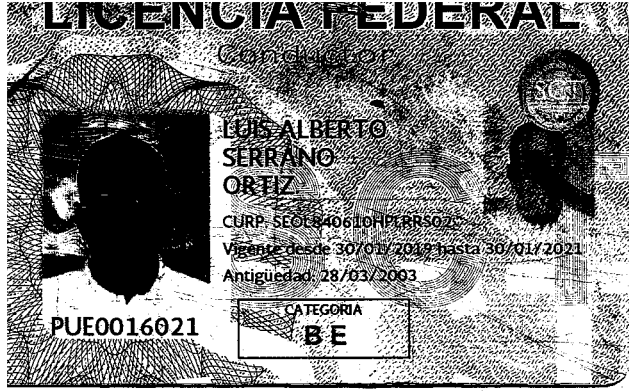 LICENCIA FEDERAL
Conductor
SCT
LUIS ALBERTO
SERRANO
ORTIZ
CURP: SEOL840610HPLRRS02
Vigente desde 30/01/2019 hasta 30/01/2021
Antigüedad: 28/03/2003
CATEGORIA
B E
PUE0016021